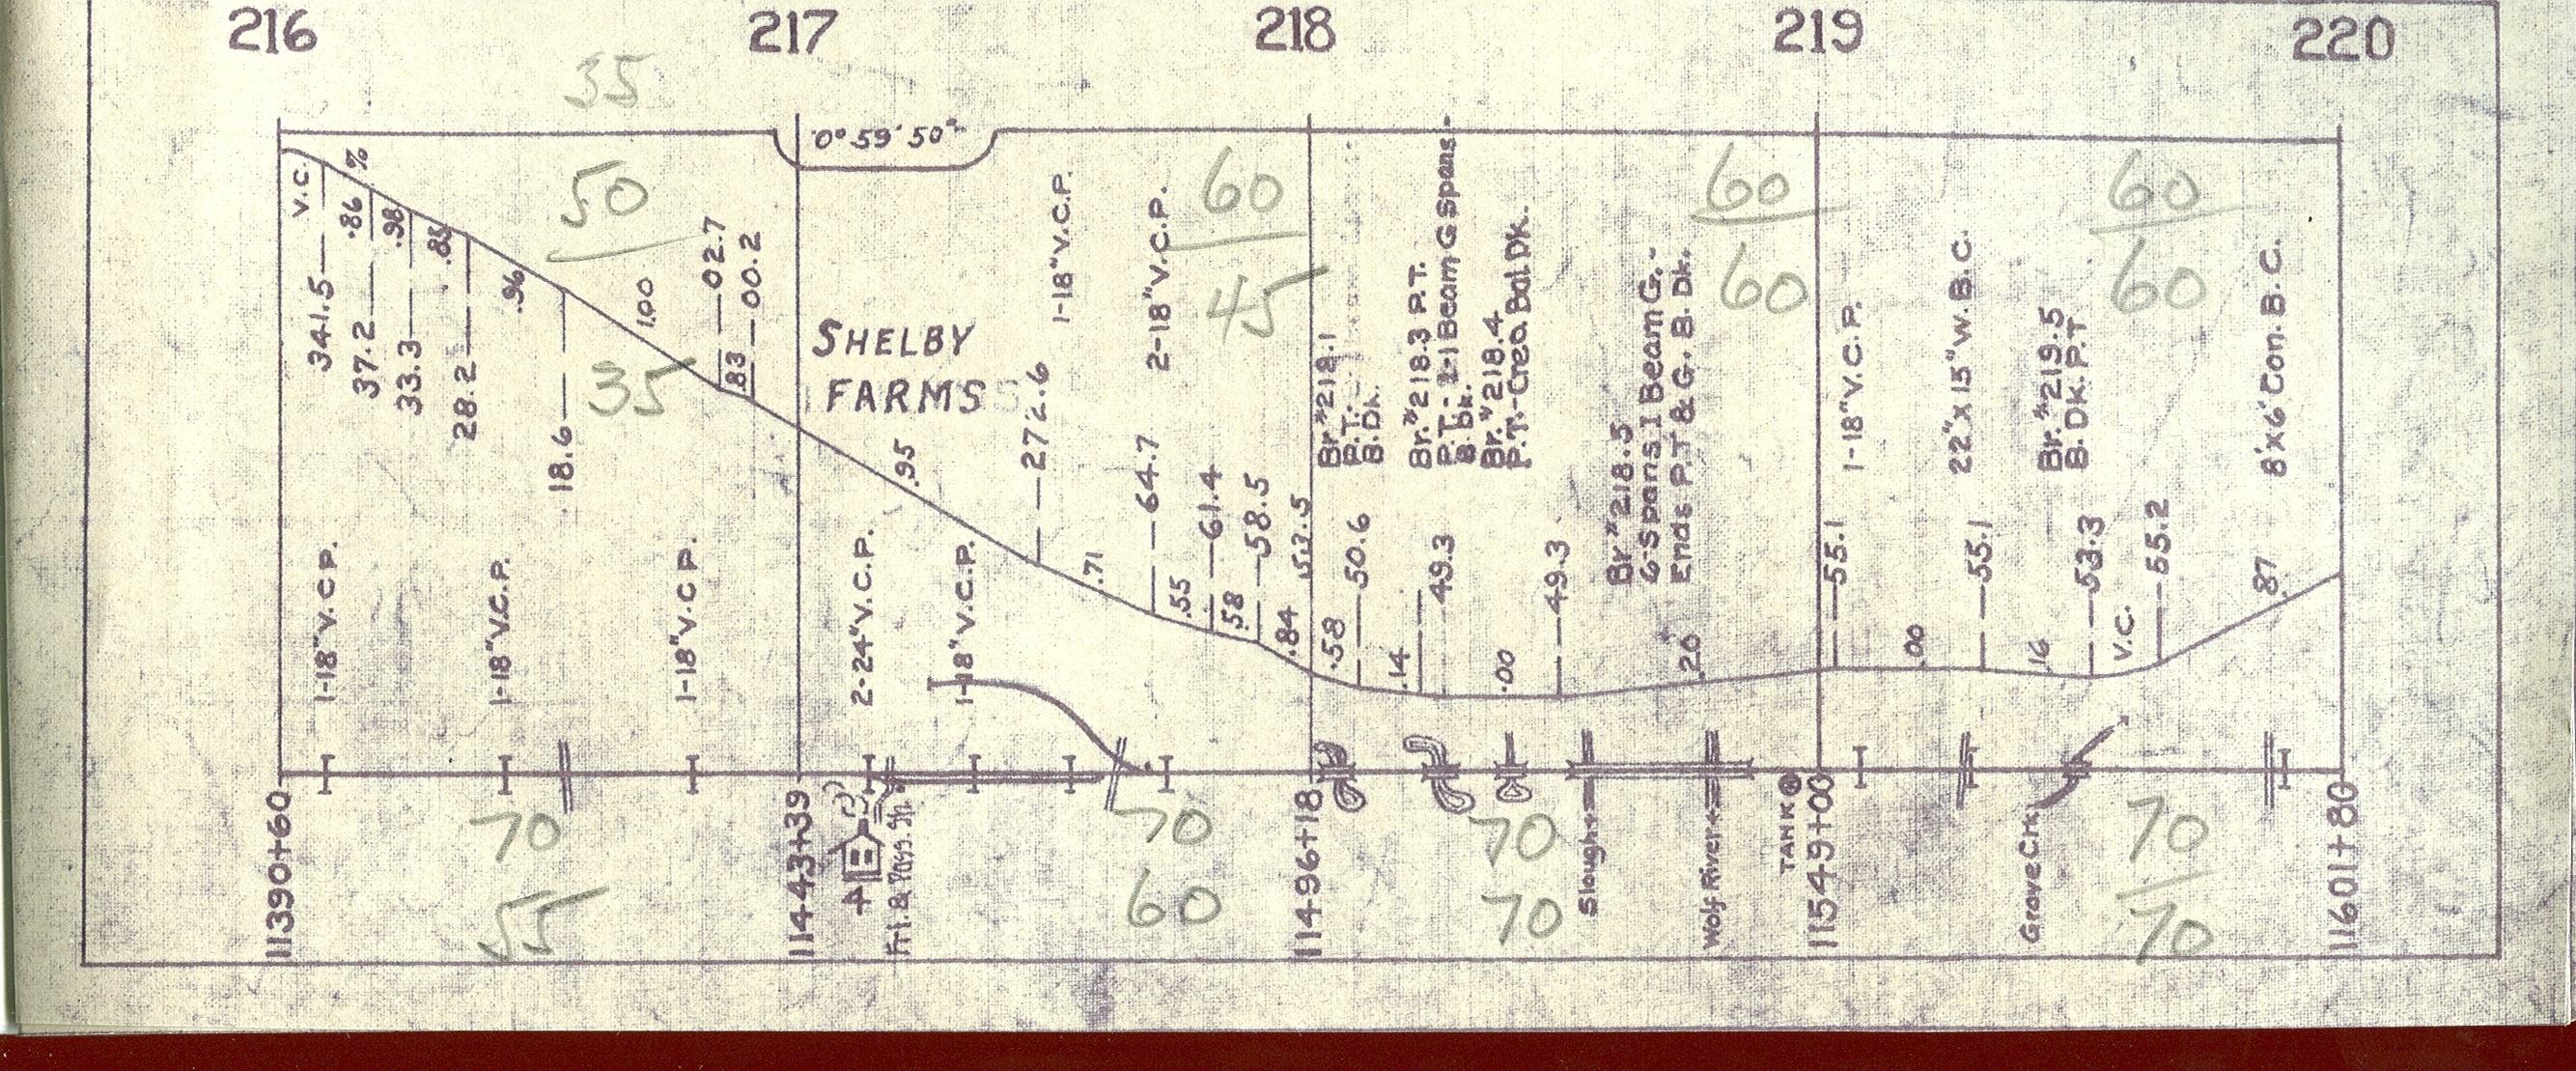 216
217
218
219
220
35
0°59'50"
V.C.
341.5
.86
%
37.2
.98
33.3
.85
28.2
.96
18.6
50
35
1.00
02.7
.83
00.2
SHELBY
FARMS
.95
272.6
1-18"V.C.P.
.71
64.7
2-18"V.C.P.
.55
61.4
.58
58.5
.84
53.5
60
45
Br.#218.1
P.T.
B.Dk.
.58
50.6
.14
49.3
Br.#218.3 P.T.
P.T.- 2-I Beam G Spans-
B.Dk.
Br.#218.4
P.T.-Creo. Bal Dk.
.00
49.3
Br#218.5
6-Spans I Beam G.-
Ends P.T & G. B. Dk.
.20
60
60
55.1
1-18"V.C.P.
.00
22"x15"W.B.C.
55.1
.16
Br.#219.5
B.DK.P.T
53.3
V.C.
55.2
60
60
8'x6'Con.B.C.
.87
1-18"V.C P.
1-18"V.C.P.
1-18"V.C P.
2-24"V.C.P.
1-18"V.C.P.
11390+60
70
55
11443+39
Frt. & Pass. Sh.
70
60
11496+18
70
70
Slough
Wolf River
TANK
11549+00
Grove Crk.
70
70
11601+80